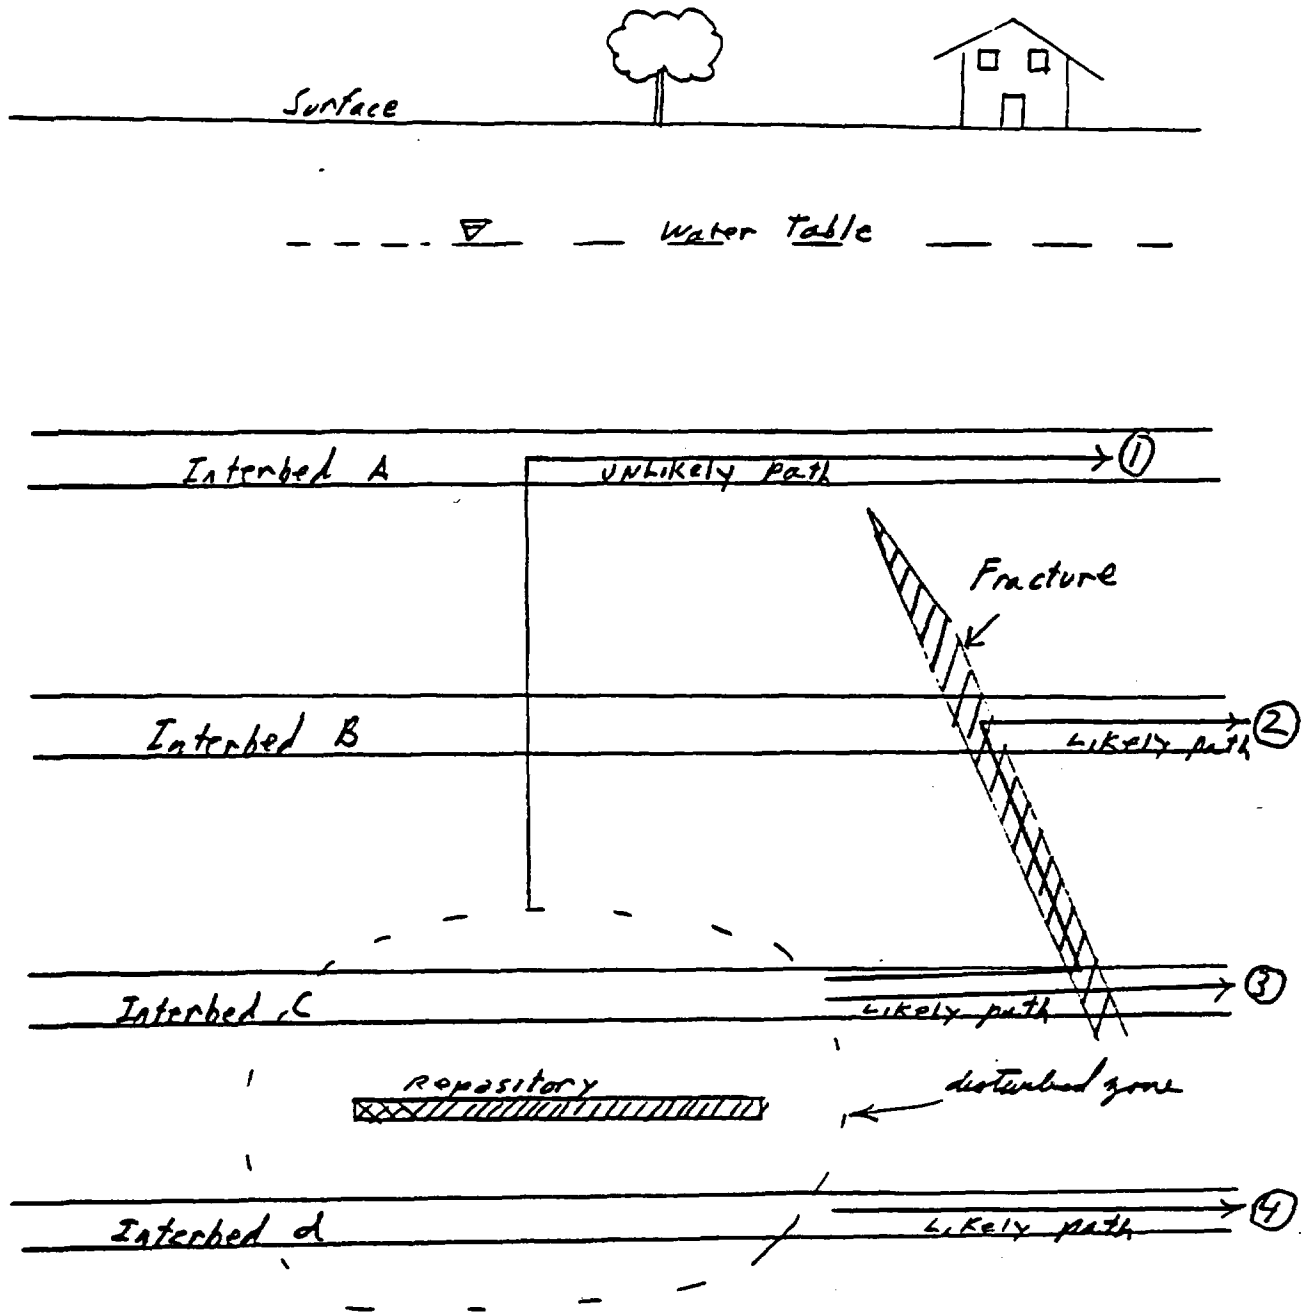 Surface
Water Table
Interbed A
UNLikely path
1
Fracture
Interbed B
2
Likely path
Interbed C
3
Likely path
Repository
disturbed zone
Interbed d
4
Likely path